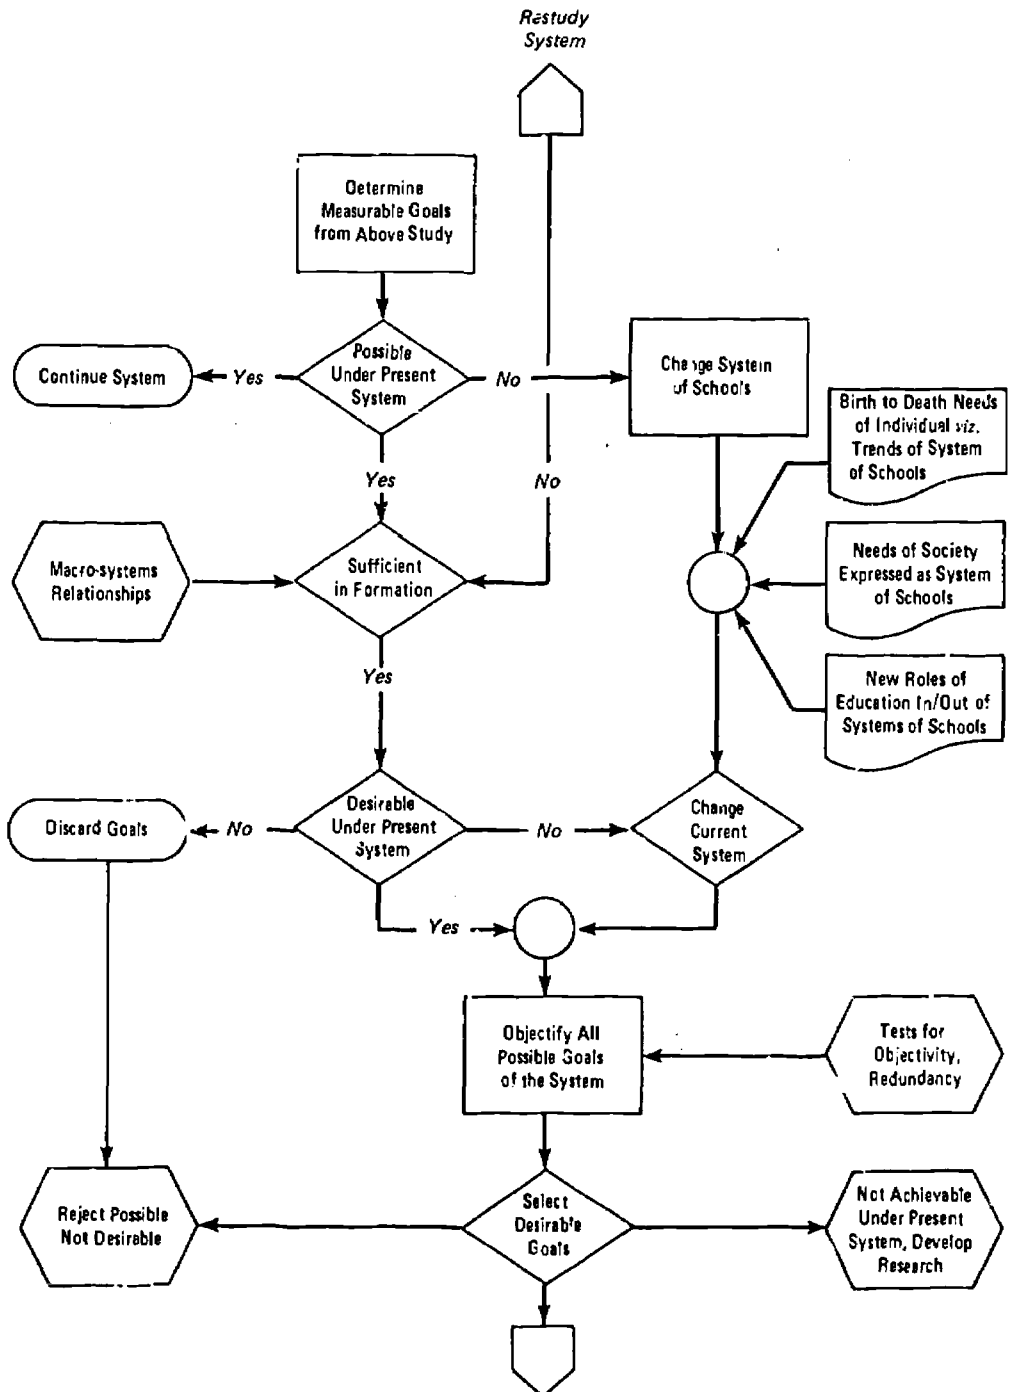 Restudy
System
Determine
Measurable Goals
from Above Study
Possible
Under Present
System
Yes
Continue System
No
Change System
of Schools
Birth to Death Needs
of Individual viz.
Trends of System
of Schools
Yes
No
Macro-systems
Relationships
Sufficient
in Formation
Needs of Society
Expressed as System
of Schools
Yes
New Roles of
Education In/Out of
Systems of Schools
Discard Goals
No
Desirable
Under Present
System
No
Change
Current
System
Yes
Objectify All
Possible Goals
of the System
Tests for
Objectivity,
Redundancy
Reject Possible
Not Desirable
Select
Desirable
Goals
Not Achievable
Under Present
System, Develop
Research